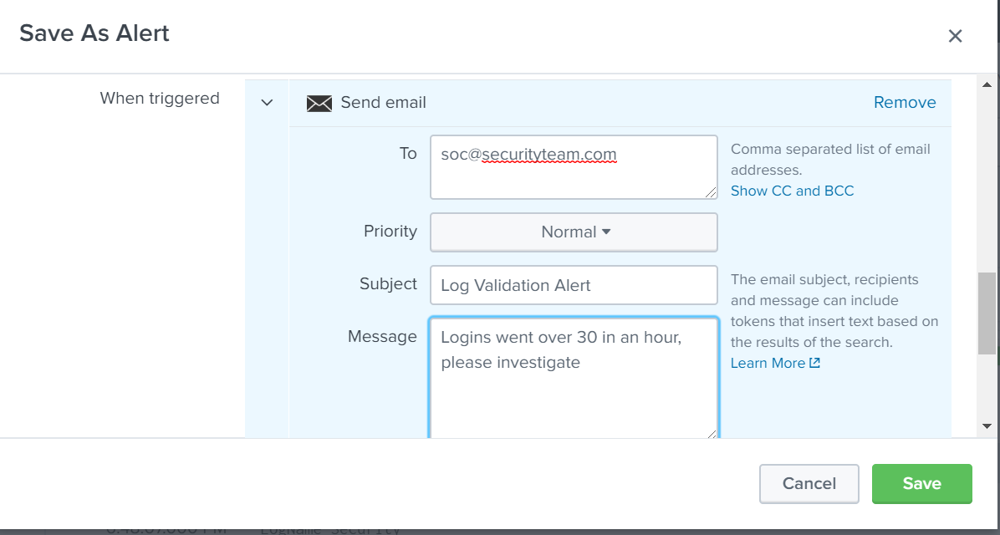 Save As Alert
When triggered
Send email
Remove
To
soc@securityteam.com
Comma separated list of email
addresses.
Show CC and BCC
Priority
Normal
Subject
Log Validation Alert
The email subject, recipients
and message can include
tokens that insert text based on
the results of the search.
Learn More
Message
Logins went over 30 in an hour,
please investigate
Cancel
Save
LogName Security